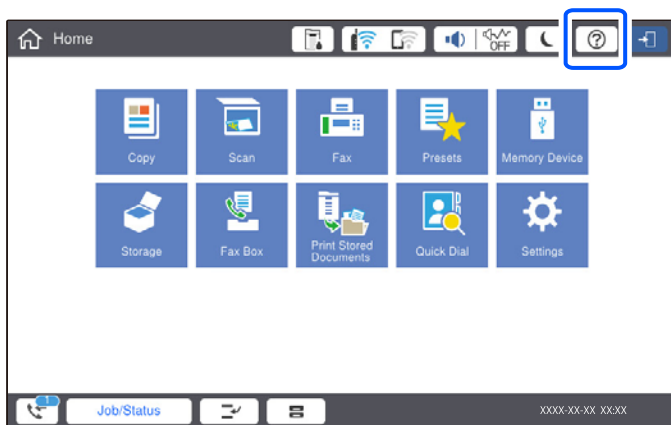 Home
OFF
?
Copy
Scan
Fax
Presets
Memory Device
Storage
Fax Box
Print Stored
Documents
Quick Dial
Settings
1
Job/Status
XXXX-XX-XX XX:XX